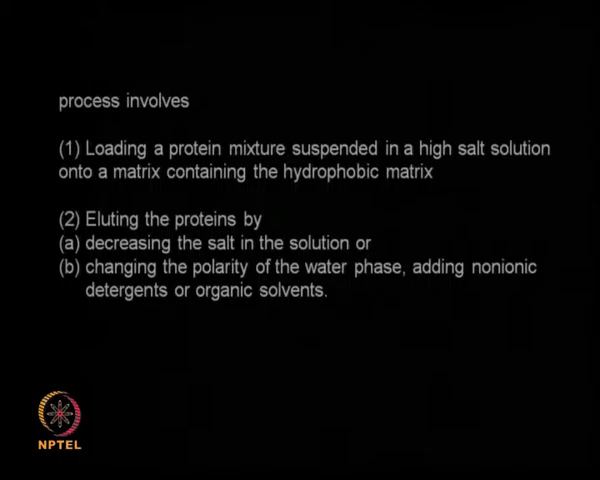 process involves
(1) Loading a protein mixture suspended in a high salt solution
onto a matrix containing the hydrophobic matrix
(2) Eluting the proteins by
(a) decreasing the salt in the solution or
(b) changing the polarity of the water phase, adding nonionic
detergents or organic solvents.
NPTEL